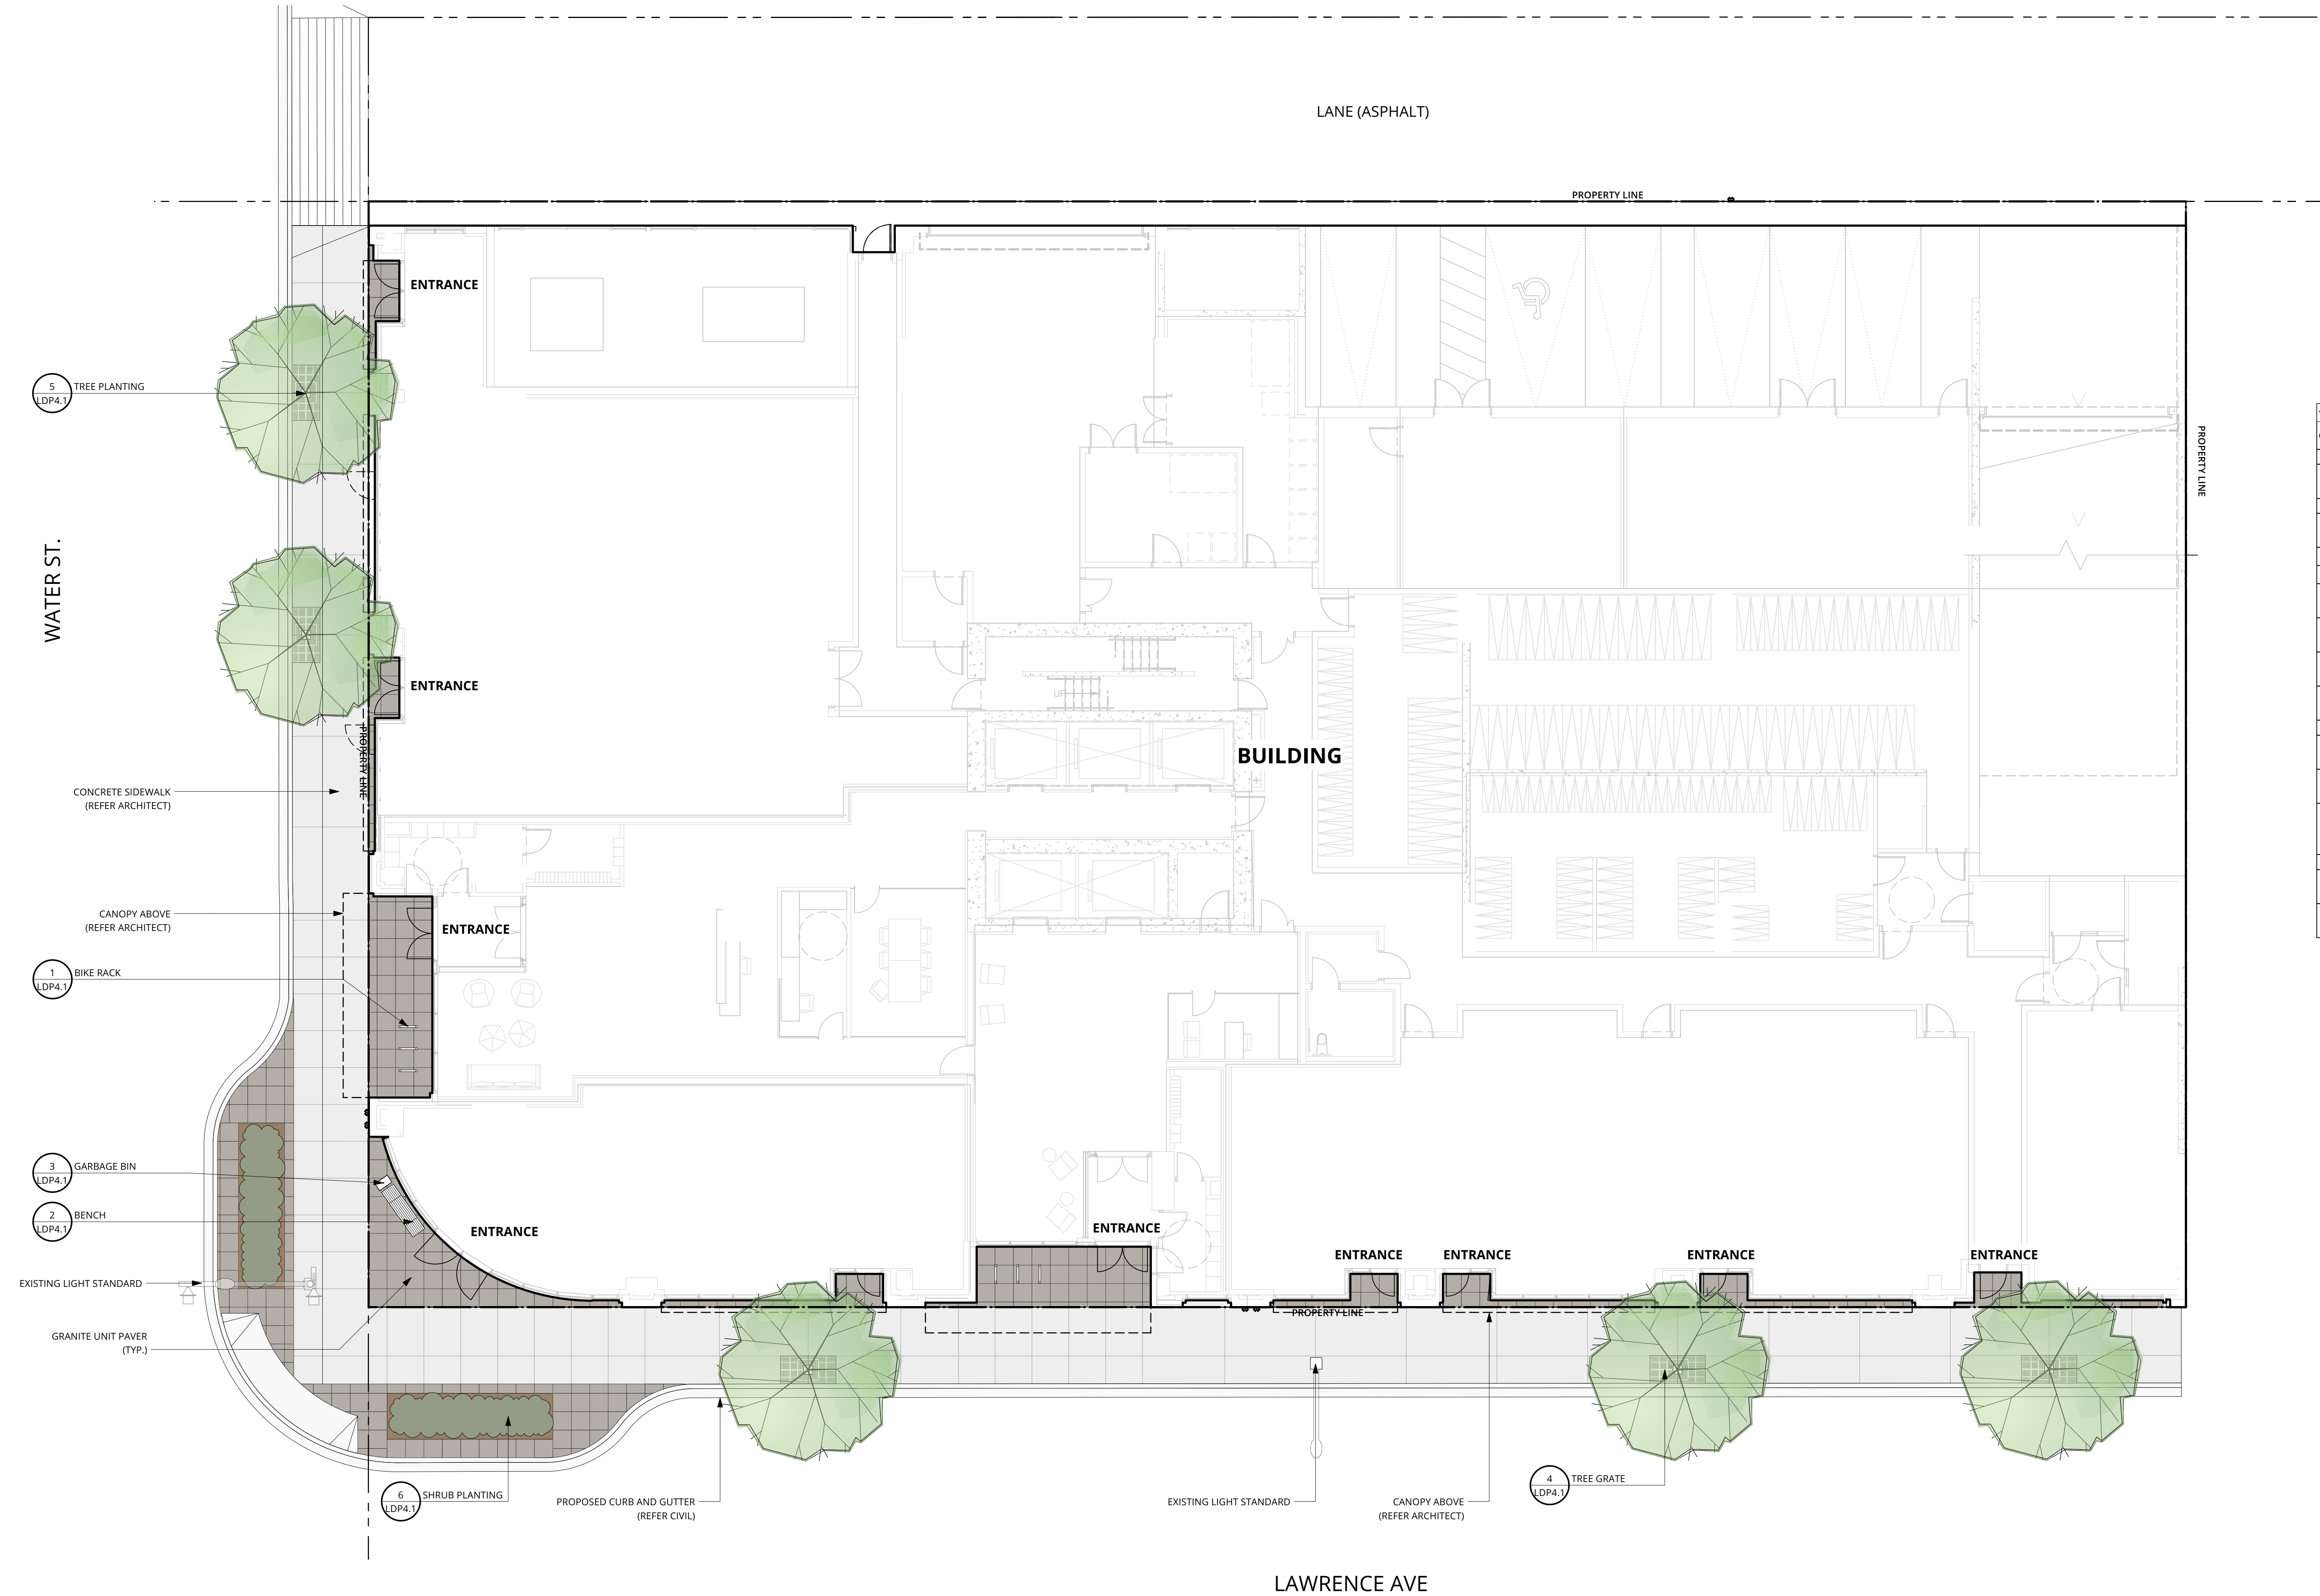 LANE (ASPHALT)
PROPERTY LINE
ENTRANCE
5
LDP4.1
TREE PLANTING
PROPERTY LINE
WATER ST.
ENTRANCE
UP
PROPERTY LINE
BUILDING
CONCRETE SIDEWALK
(REFER ARCHITECT)
CANOPY ABOVE
(REFER ARCHITECT)
ENTRANCE
1
LDP4.1
BIKE RACK
3
LDP4.1
GARBAGE BIN
2
LDP4.1
BENCH
ENTRANCE
ENTRANCE
ENTRANCE
ENTRANCE
ENTRANCE
ENTRANCE
EXISTING LIGHT STANDARD
PROPERTY LINE
GRANITE UNIT PAVER
(TYP.)
6
LDP4.1
SHRUB PLANTING
PROPOSED CURB AND GUTTER
(REFER CIVIL)
EXISTING LIGHT STANDARD
CANOPY ABOVE
(REFER ARCHITECT)
4
LDP4.1
TREE GRATE
LAWRENCE AVE